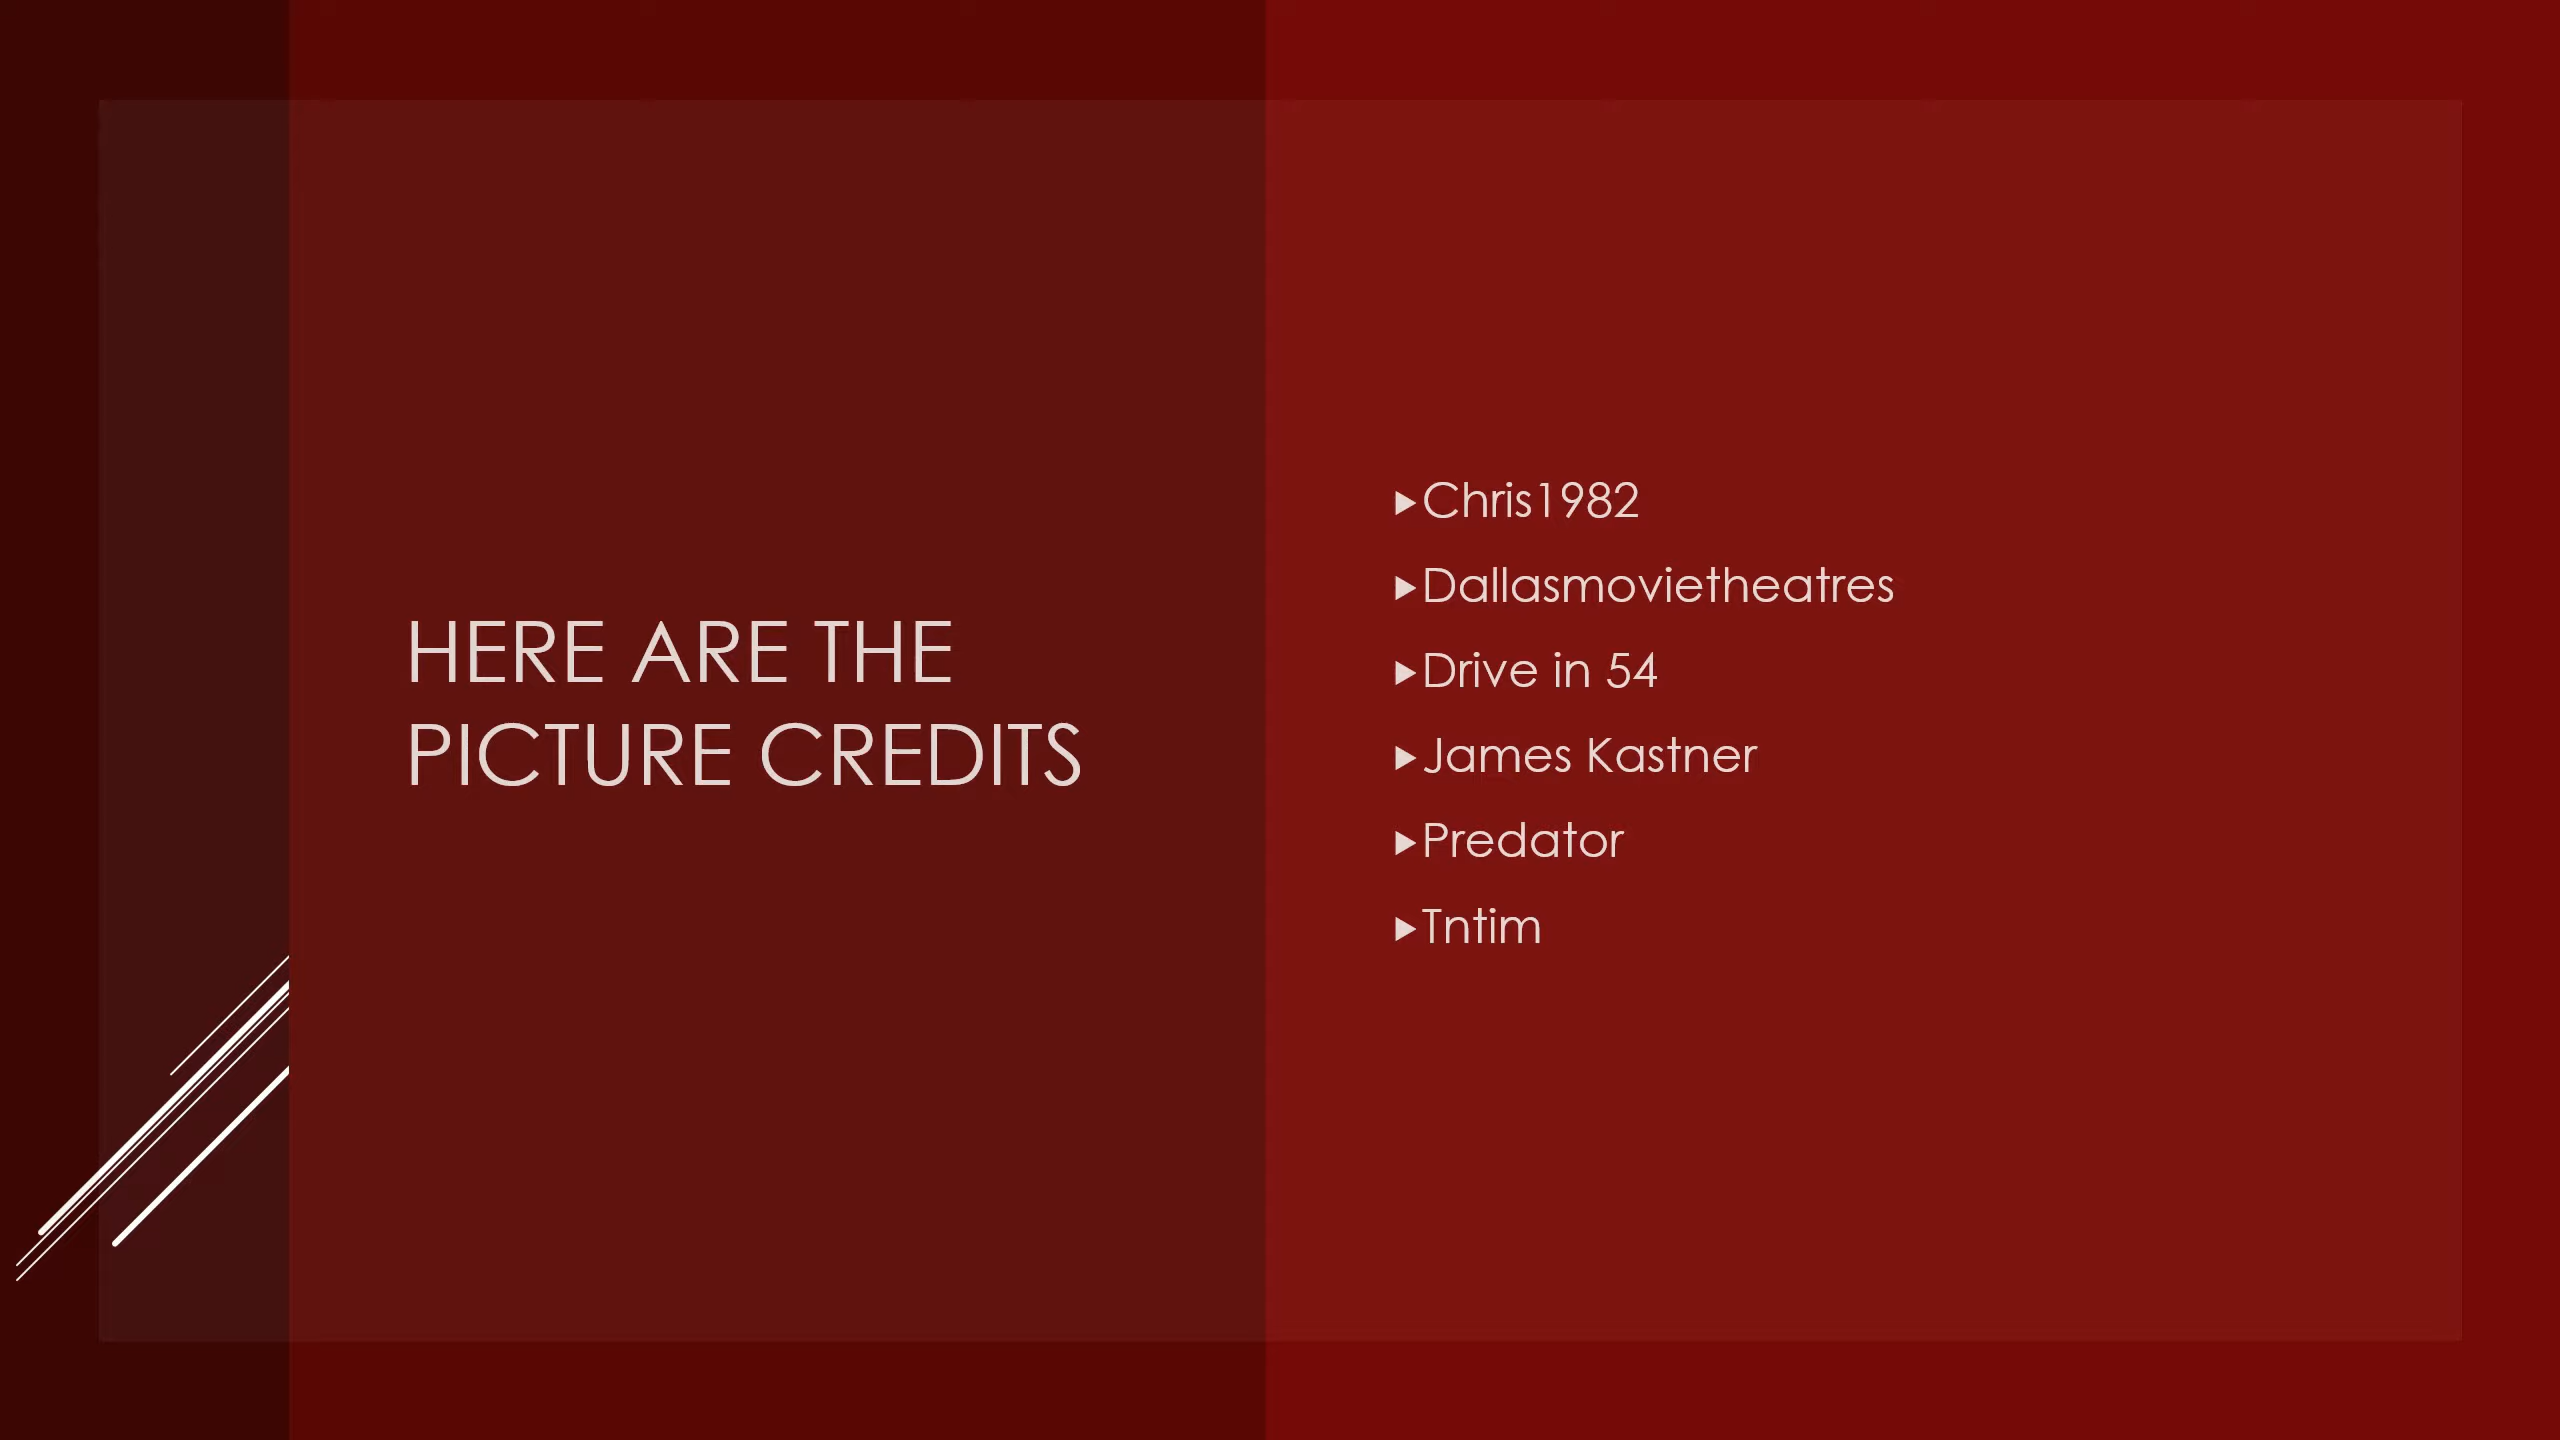 HERE ARE THE
PICTURE CREDITS
Chris1982
Dallasmovietheatres
Drive in 54
James Kastner
Predator
Tntim